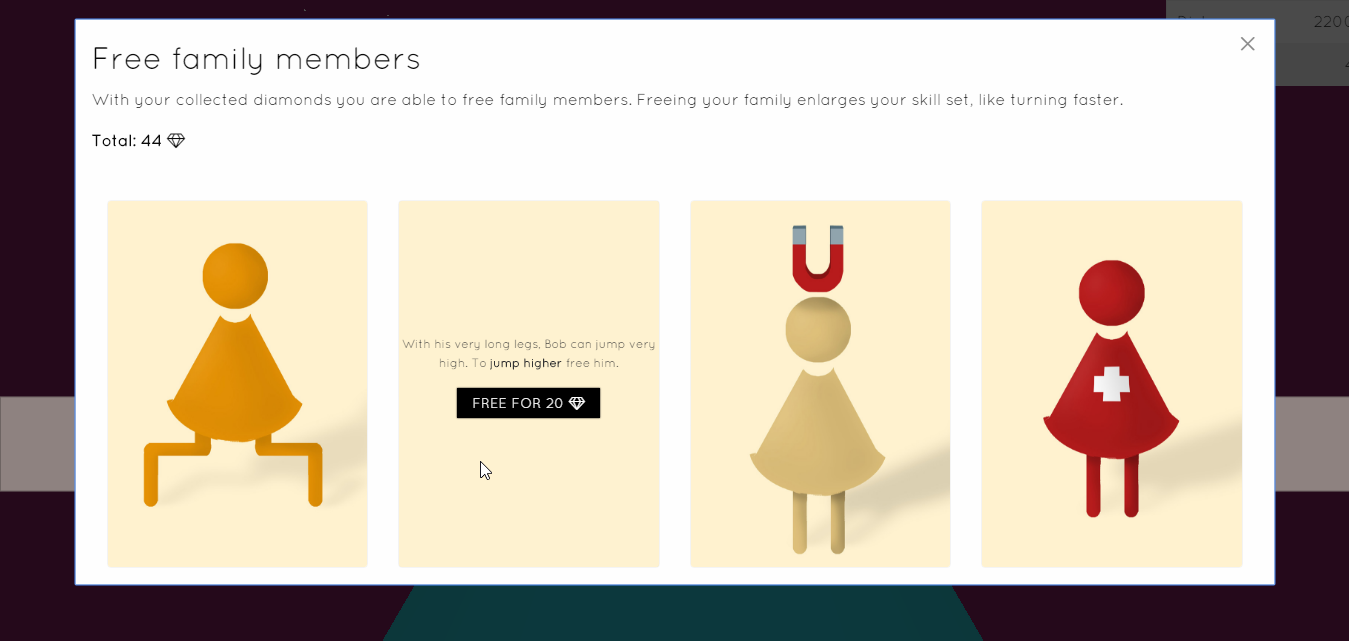 2200
Free family members
With your collected diamonds you are able to free family members. Freeing your family enlarges your skill set, like turning faster.
Total: 44
With his very long legs, Bob can jump very
high. To jump higher free him.
FREE FOR 20